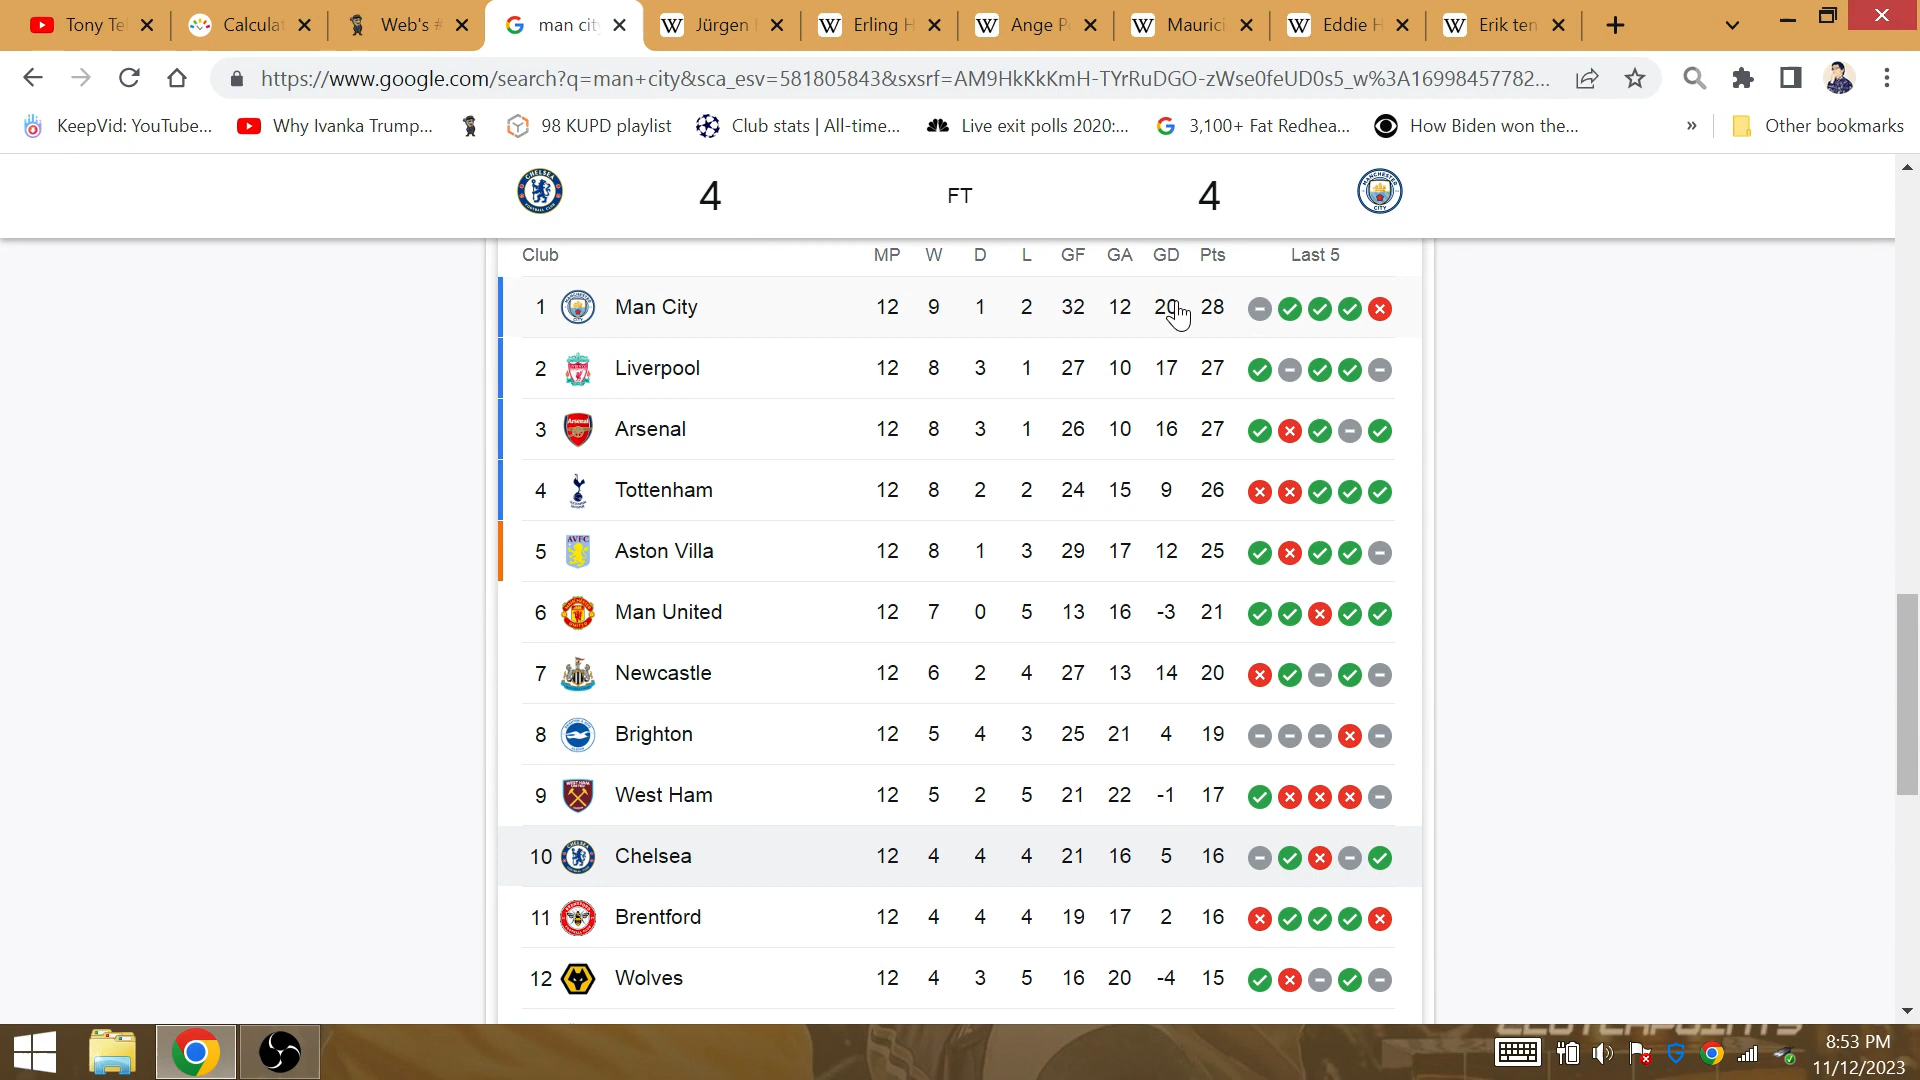 Tony Te
Calculat
Web's #
man city
Jürgen
Erling H
Ange P
Maurici
Eddie H
Erik ten
https://www.google.com/search?q=man+city&sca_esv=581805843&sxsrf=AM9HkKkKmH-TYrRuDGO-zWse0feUD0s5_w%3A16998457782...
KeepVid: YouTube...
Why Ivanka Trump...
98 KUPD playlist
Club stats | All-time...
Live exit polls 2020:...
3,100+ Fat Redhea...
How Biden won the...
»
Other bookmarks
4 FT 4
Club MP W D L GF GA GD Pts Last 5
1 Man City 12 9 1 2 32 12 20 28
2 Liverpool 12 8 3 1 27 10 17 27
3 Arsenal 12 8 3 1 26 10 16 27
4 Tottenham 12 8 2 2 24 15 9 26
5 Aston Villa 12 8 1 3 29 17 12 25
6 Man United 12 7 0 5 13 16 -3 21
7 Newcastle 12 6 2 4 27 13 14 20
8 Brighton 12 5 4 3 25 21 4 19
9 West Ham 12 5 2 5 21 22 -1 17
10 Chelsea 12 4 4 4 21 16 5 16
11 Brentford 12 4 4 4 19 17 2 16
12 Wolves 12 4 3 5 16 20 -4 15
8:53 PM
11/12/2023